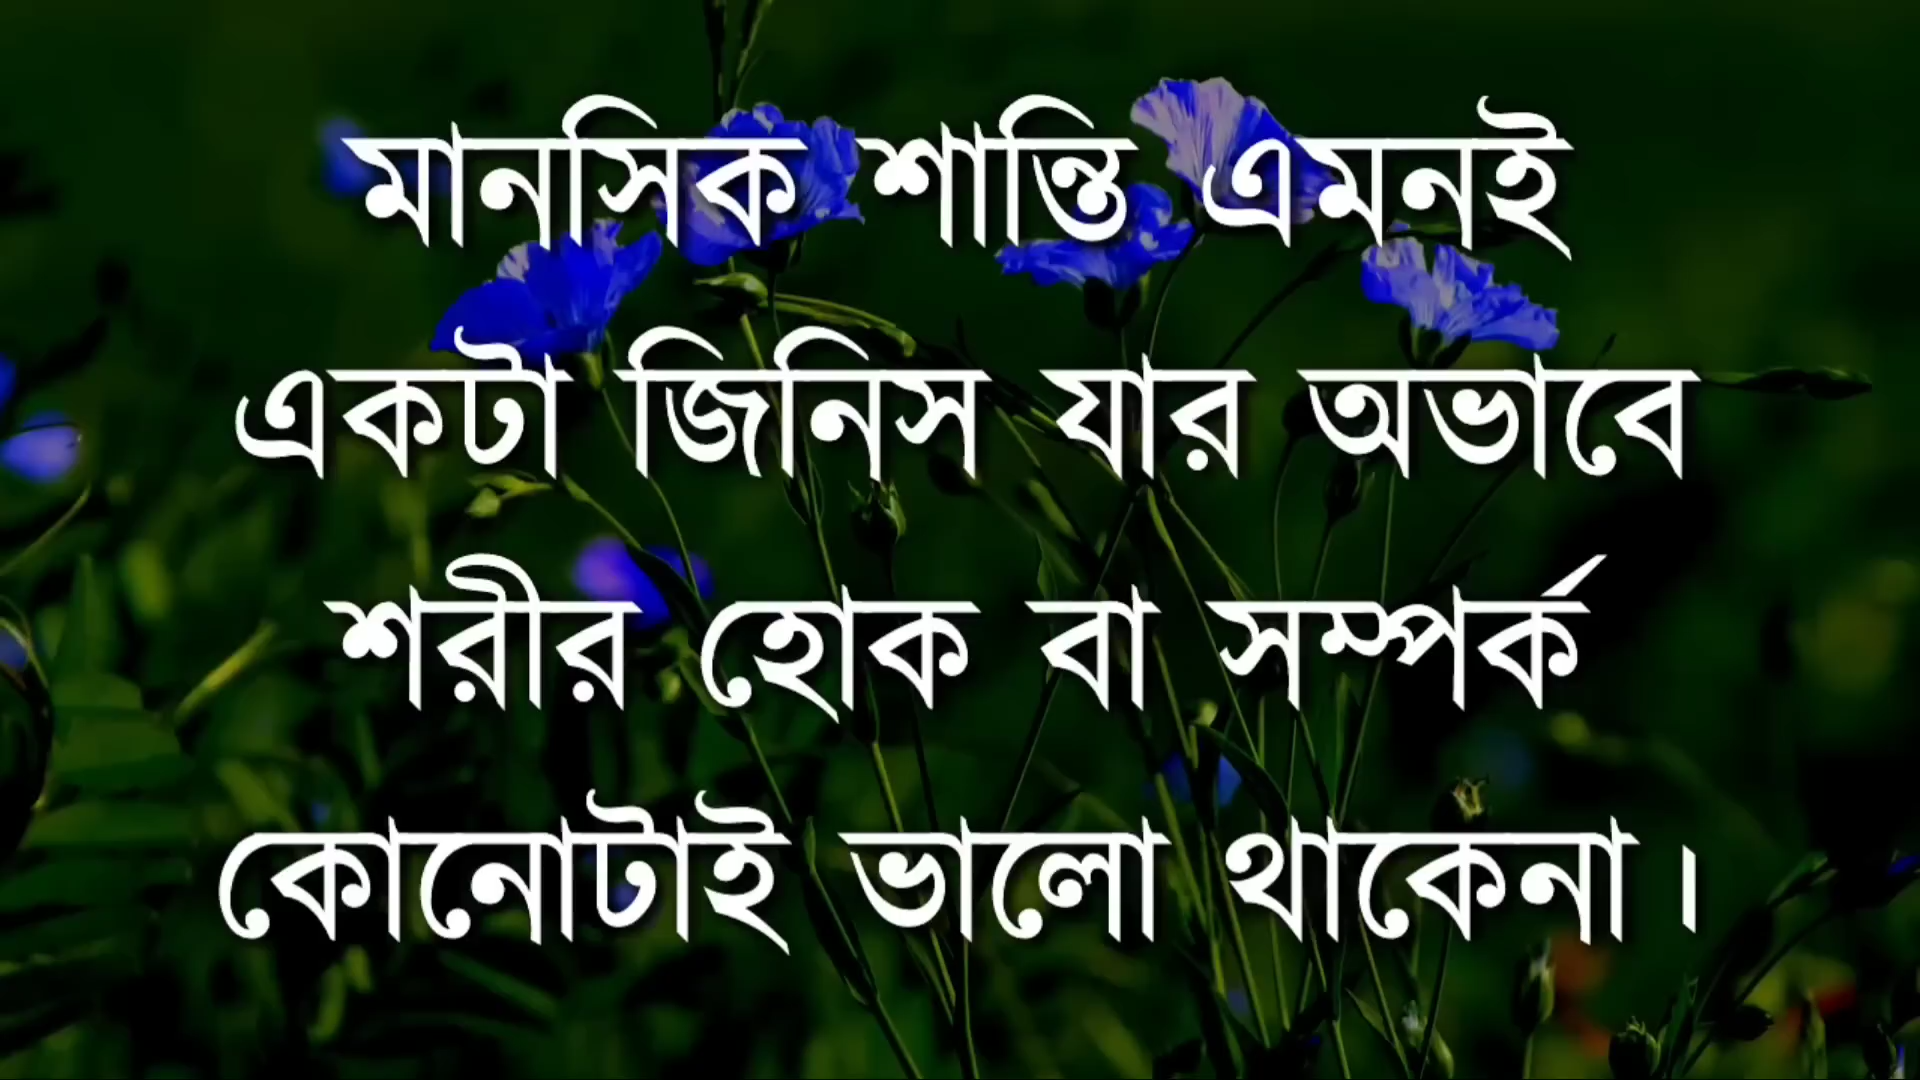 মানসিক শান্তি এমনই
একটা জিনিস যার অভাবে
শরীর হোক বা সম্পর্ক
কোনোটাই ভালো থাকেনা।